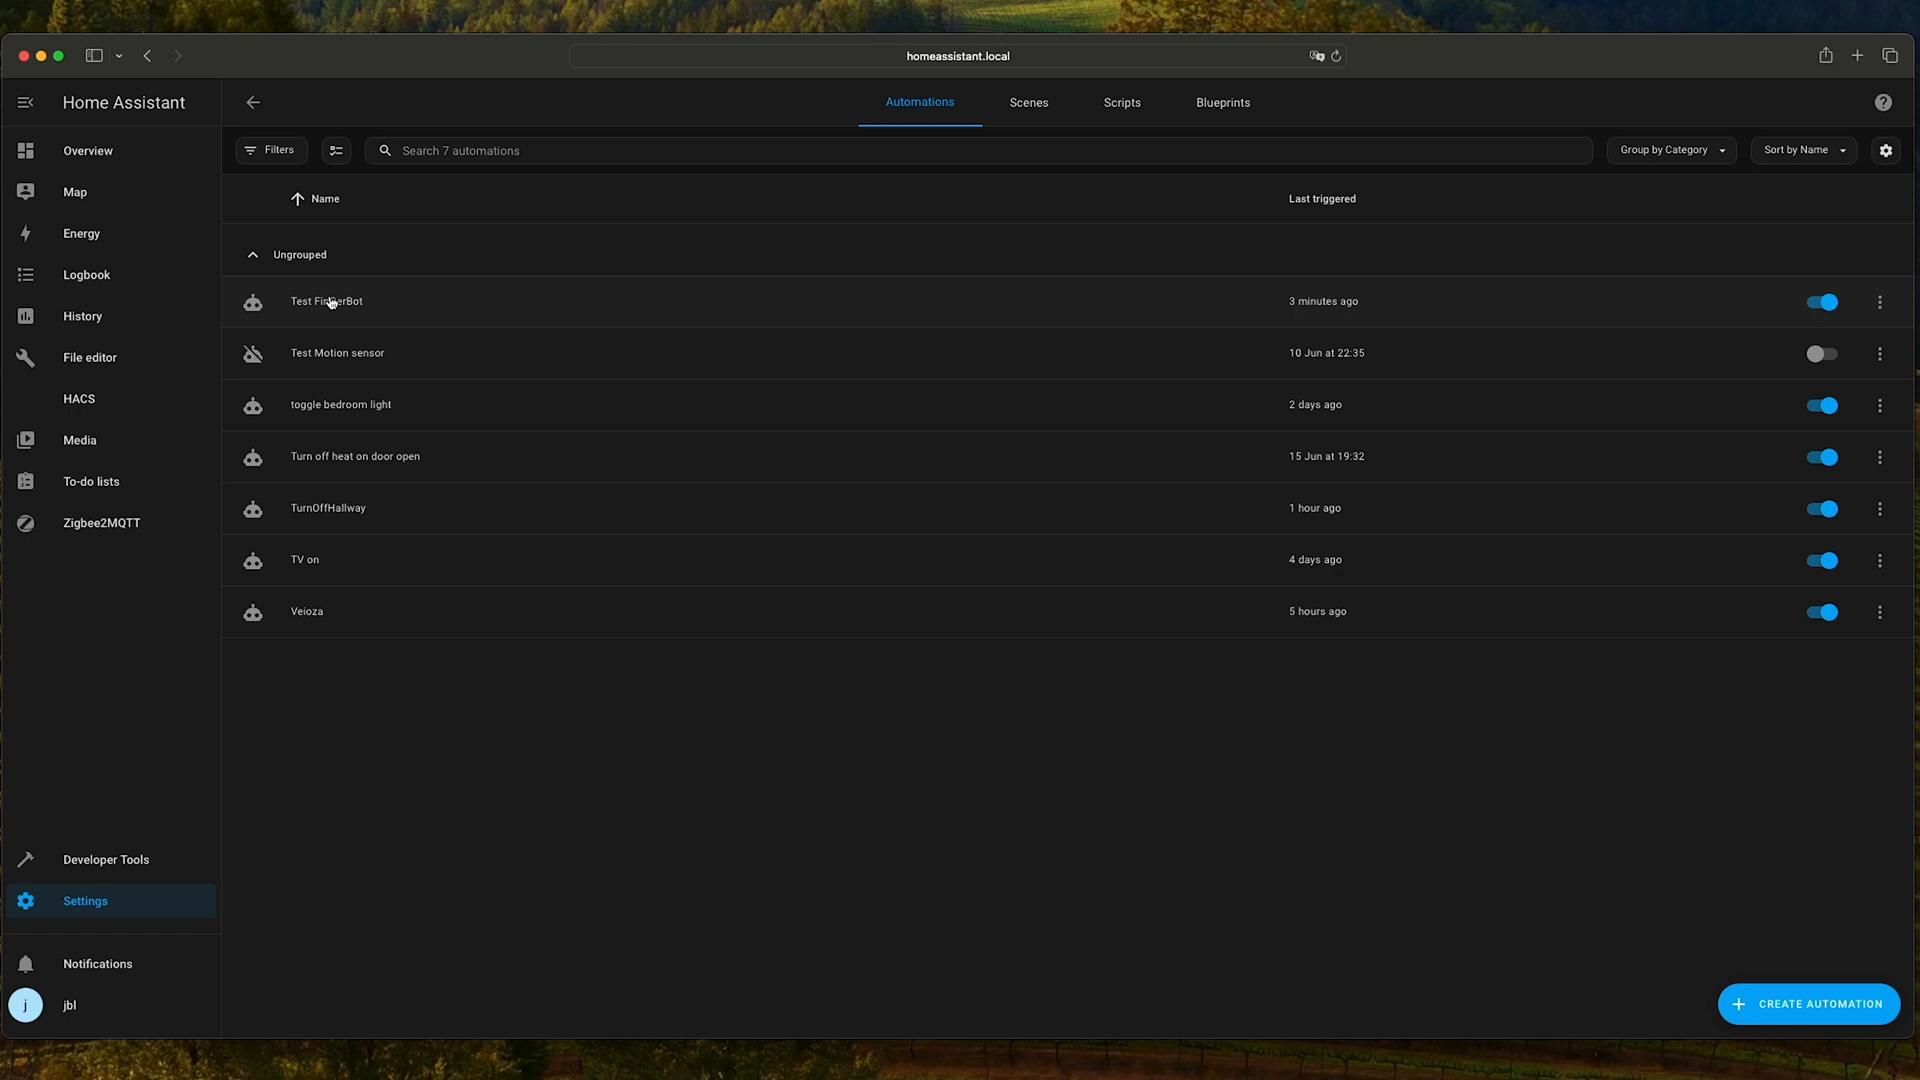 homeassistant.local
Home Assistant
Automations
Scenes
Scripts
Blueprints
Overview
Map
Energy
Logbook
History
File editor
HACS
Media
To-do lists
Zigbee2MQTT
Developer Tools
Settings
Notifications
j
jbl
Filters
Search 7 automations
Group by Category
Sort by Name
Name
Last triggered
Ungrouped
Test FingerBot
3 minutes ago
Test Motion sensor
10 Jun at 22:35
toggle bedroom light
2 days ago
Turn off heat on door open
15 Jun at 19:32
TurnOffHallway
1 hour ago
TV on
4 days ago
Veioza
5 hours ago
CREATE AUTOMATION